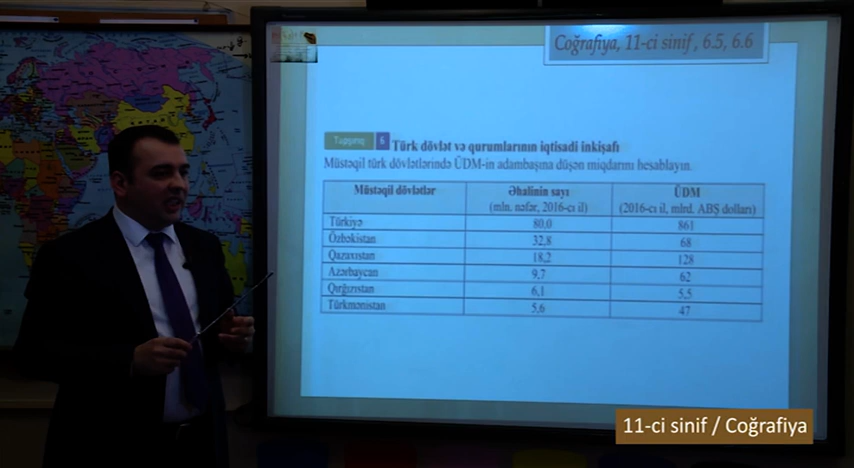 Coğrafiya, 11-ci sinif, 6.5, 6.6
Tapşırıq 6 Türk dövlət və qurumlarının iqtisadi inkişafı
Müstəqil türk dövlətlərində ÜDM-in adambaşına düşən miqdarını hesablayın.
Müstəqil dövlətlər Əhalinin sayı ÜDM
(mln. nəfər, 2016-cı il) (2016-cı il, mlrd. ABŞ dolları)
Türkiyə 80,0 861
Özbəkistan 32,8 68
Qazaxıstan 18,2 128
Azərbaycan 9,7 62
Qırğızıstan 6,1 5,5
Türkmənistan 5,6 47
11-ci sinif / Coğrafiya